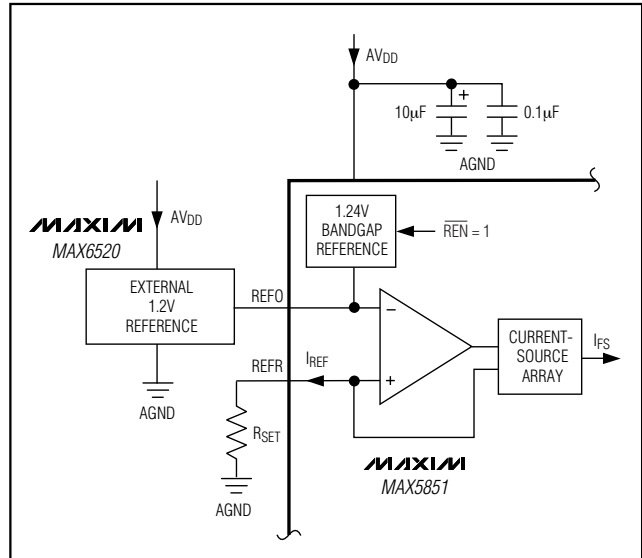 AVDD
+
10µF
0.1µF
AGND
MAXIM
MAX6520
AVDD
1.24V
BANDGAP
REFERENCE
REN = 1
EXTERNAL
1.2V
REFERENCE
REFO
−
CURRENT-
SOURCE
ARRAY
IFS
REFR
IREF
+
AGND
RSET
AGND
MAXIM
MAX5851